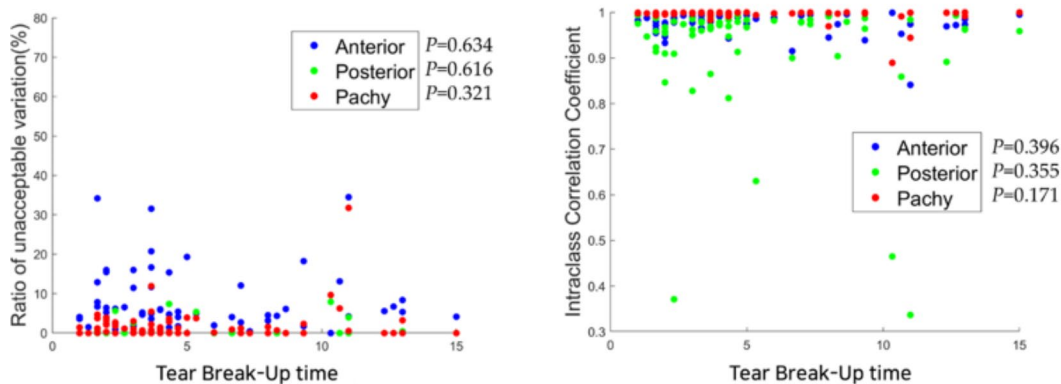 80
70
60
50
40
30
20
10
0
Ratio of unacceptable variation(%)
Anterior P=0.634
Posterior P=0.616
Pachy P=0.321
0 5 10 15
Tear Break-Up time
1
0.9
0.8
0.7
0.6
0.5
0.4
0.3
Intraclass Correlation Coefficient
Anterior P=0.396
Posterior P=0.355
Pachy P=0.171
0 5 10 15
Tear Break-Up time